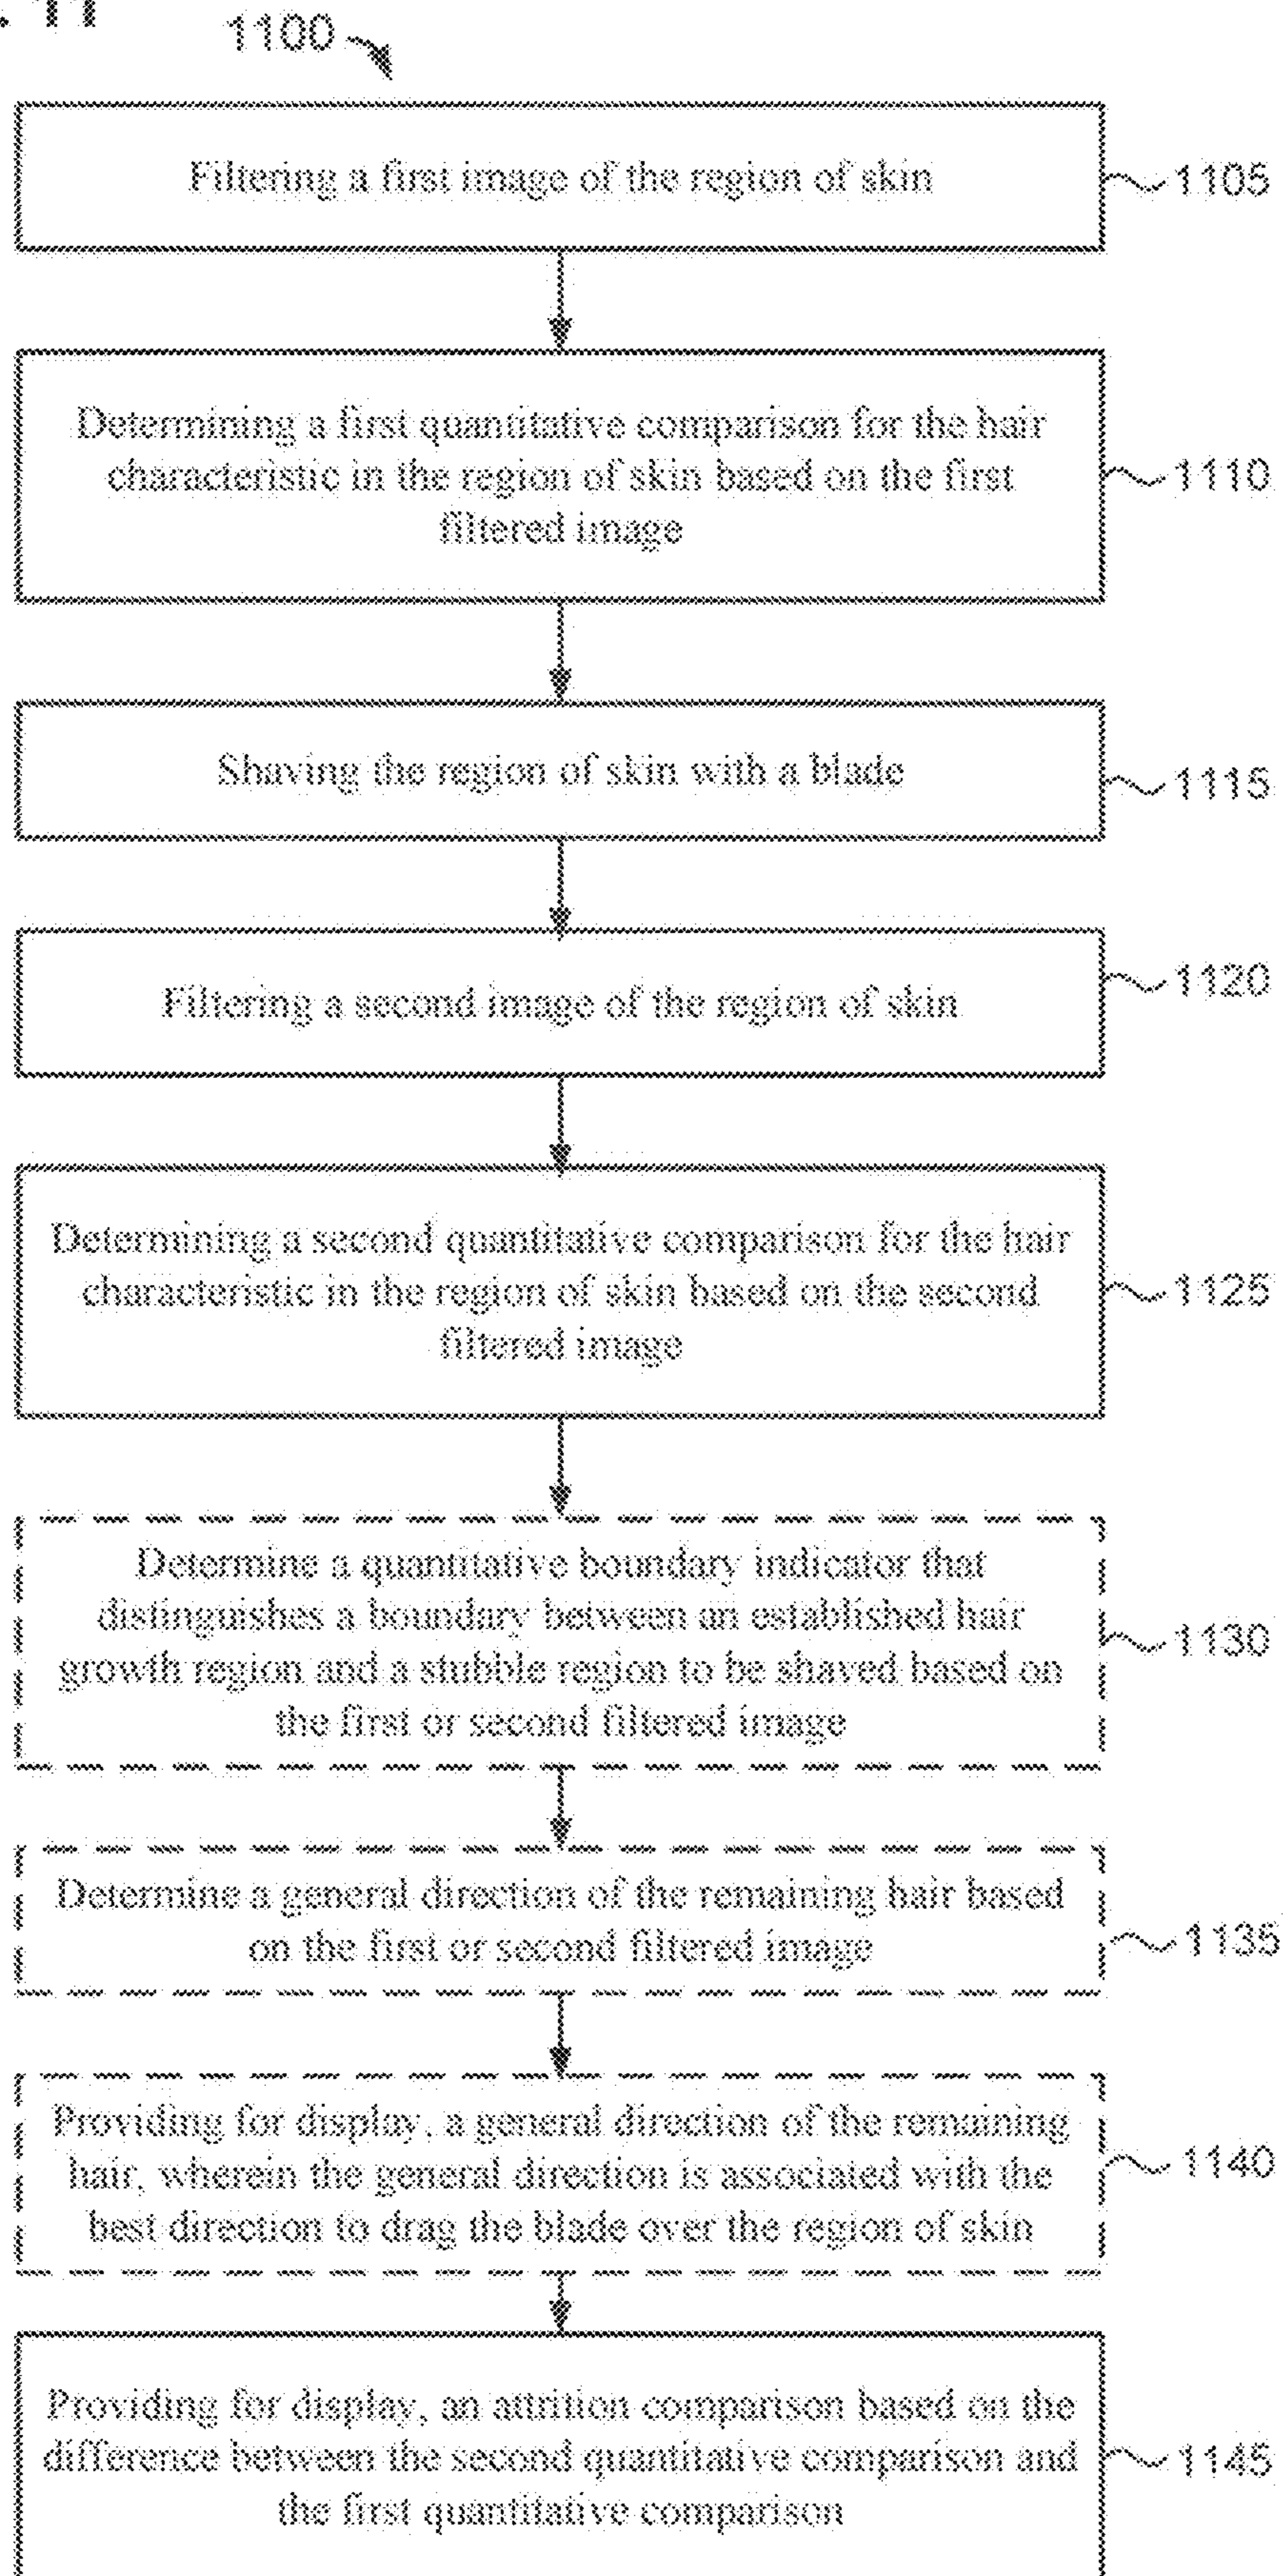 . 11
1100
Filtering a first image of the region of skin
1105
Determining a first quantitative comparison for the hair
characteristic in the region of skin based on the first
filtered image
1110
Shaving the region of skin with a blade
1115
Filtering a second image of the region of skin
1120
Determining a second quantitative comparison for the hair
characteristic in the region of skin based on the second
filtered image
1125
Determine a quantitative boundary indicator that
distinguishes a boundary between an established hair
growth region and a stubble region to be shaved based on
the first or second filtered image
1130
Determine a general direction of the remaining hair based
on the first or second filtered image
1135
Providing for display, a general direction of the remaining
hair, wherein the general direction is associated with the
best direction to drag the blade over the region of skin
1140
Providing for display, an attrition comparison based on the
difference between the second quantitative comparison and
the first quantitative comparison
1145